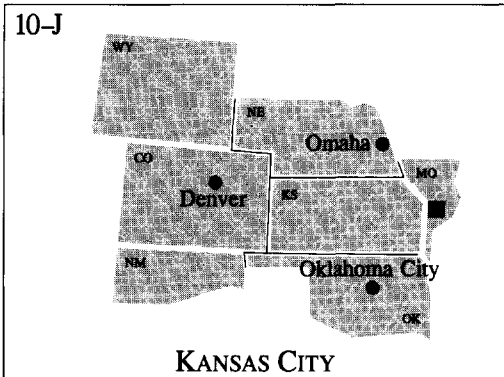 10–J
WY
NE
Omaha
CO
MO
Denver
KS
NM
Oklahoma City
OK
KANSAS CITY